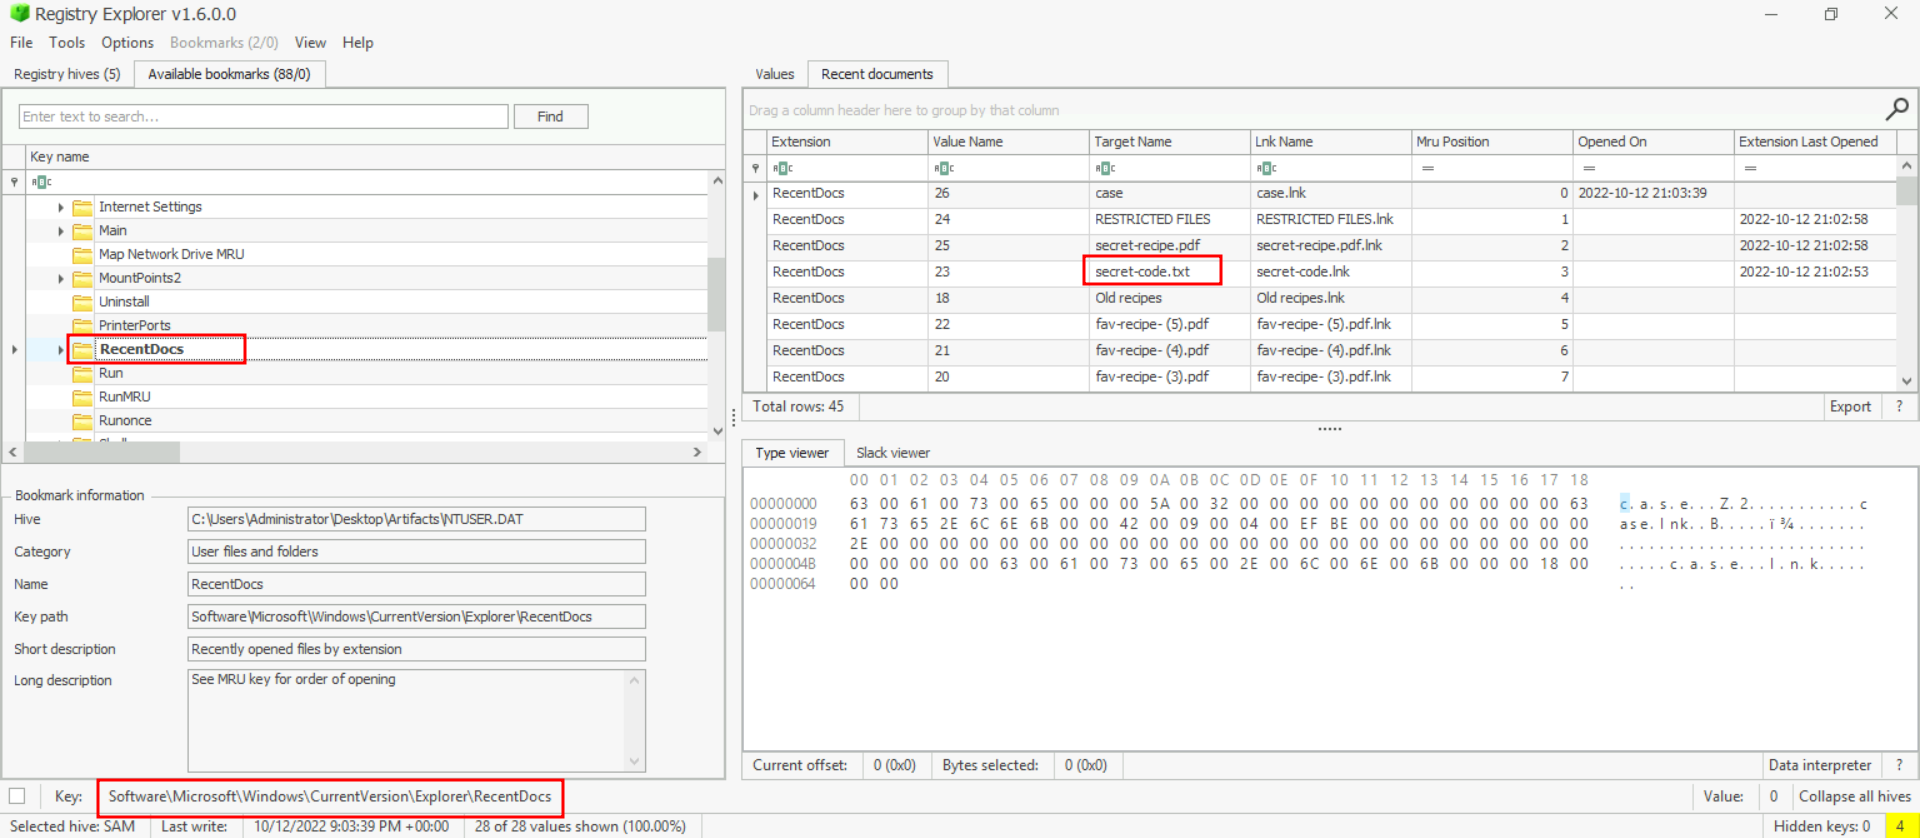 Registry Explorer v1.6.0.0
File Tools Options Bookmarks (2/0) View Help
Registry hives (5) Available bookmarks (88/0)
Enter text to search... Find
Key name
Internet Settings
Main
Map Network Drive MRU
MountPoints2
Uninstall
PrinterPorts
RecentDocs
Run
RunMRU
Runonce
Bookmark information
Hive C:\Users\Administrator\Desktop\Artifacts\NTUSER.DAT
Category User files and folders
Name RecentDocs
Key path Software\Microsoft\Windows\CurrentVersion\Explorer\RecentDocs
Short description Recently opened files by extension
Long description See MRU key for order of opening
Values Recent documents
Drag a column header here to group by that column
Extension Value Name Target Name Lnk Name Mru Position Opened On Extension Last Opened
= = =
RecentDocs 26 case case.lnk 0 2022-10-12 21:03:39
RecentDocs 24 RESTRICTED FILES RESTRICTED FILES.lnk 1 2022-10-12 21:02:58
RecentDocs 25 secret-recipe.pdf secret-recipe.pdf.lnk 2 2022-10-12 21:02:58
RecentDocs 23 secret-code.txt secret-code.lnk 3 2022-10-12 21:02:53
RecentDocs 18 Old recipes Old recipes.lnk 4
RecentDocs 22 fav-recipe- (5).pdf fav-recipe- (5).pdf.lnk 5
RecentDocs 21 fav-recipe- (4).pdf fav-recipe- (4).pdf.lnk 6
RecentDocs 20 fav-recipe- (3).pdf fav-recipe- (3).pdf.lnk 7
Total rows: 45 Export ?
Type viewer Slack viewer
00 01 02 03 04 05 06 07 08 09 0A 0B 0C 0D 0E 0F 10 11 12 13 14 15 16 17 18
00000000 63 00 61 00 73 00 65 00 00 00 5A 00 32 00 00 00 00 00 00 00 00 00 00 00 63 c.a.s.e...Z.2...........c
00000019 61 73 65 2E 6C 6E 6B 00 00 42 00 09 00 04 00 EF BE 00 00 00 00 00 00 00 00 ase.lnk..B.....ï¾........
00000032 2E 00 00 00 00 00 00 00 00 00 00 00 00 00 00 00 00 00 00 00 00 00 00 00 00 .........................
0000004B 00 00 00 00 00 63 00 61 00 73 00 65 00 2E 00 6C 00 6E 00 6B 00 00 00 18 00 .....c.a.s.e...l.n.k.....
00000064 00 00 ..
Current offset: 0 (0x0) Bytes selected: 0 (0x0) Data interpreter ?
Key: Software\Microsoft\Windows\CurrentVersion\Explorer\RecentDocs Value: 0 Collapse all hives
Selected hive: SAM Last write: 10/12/2022 9:03:39 PM +00:00 28 of 28 values shown (100.00%) Hidden keys: 0 4